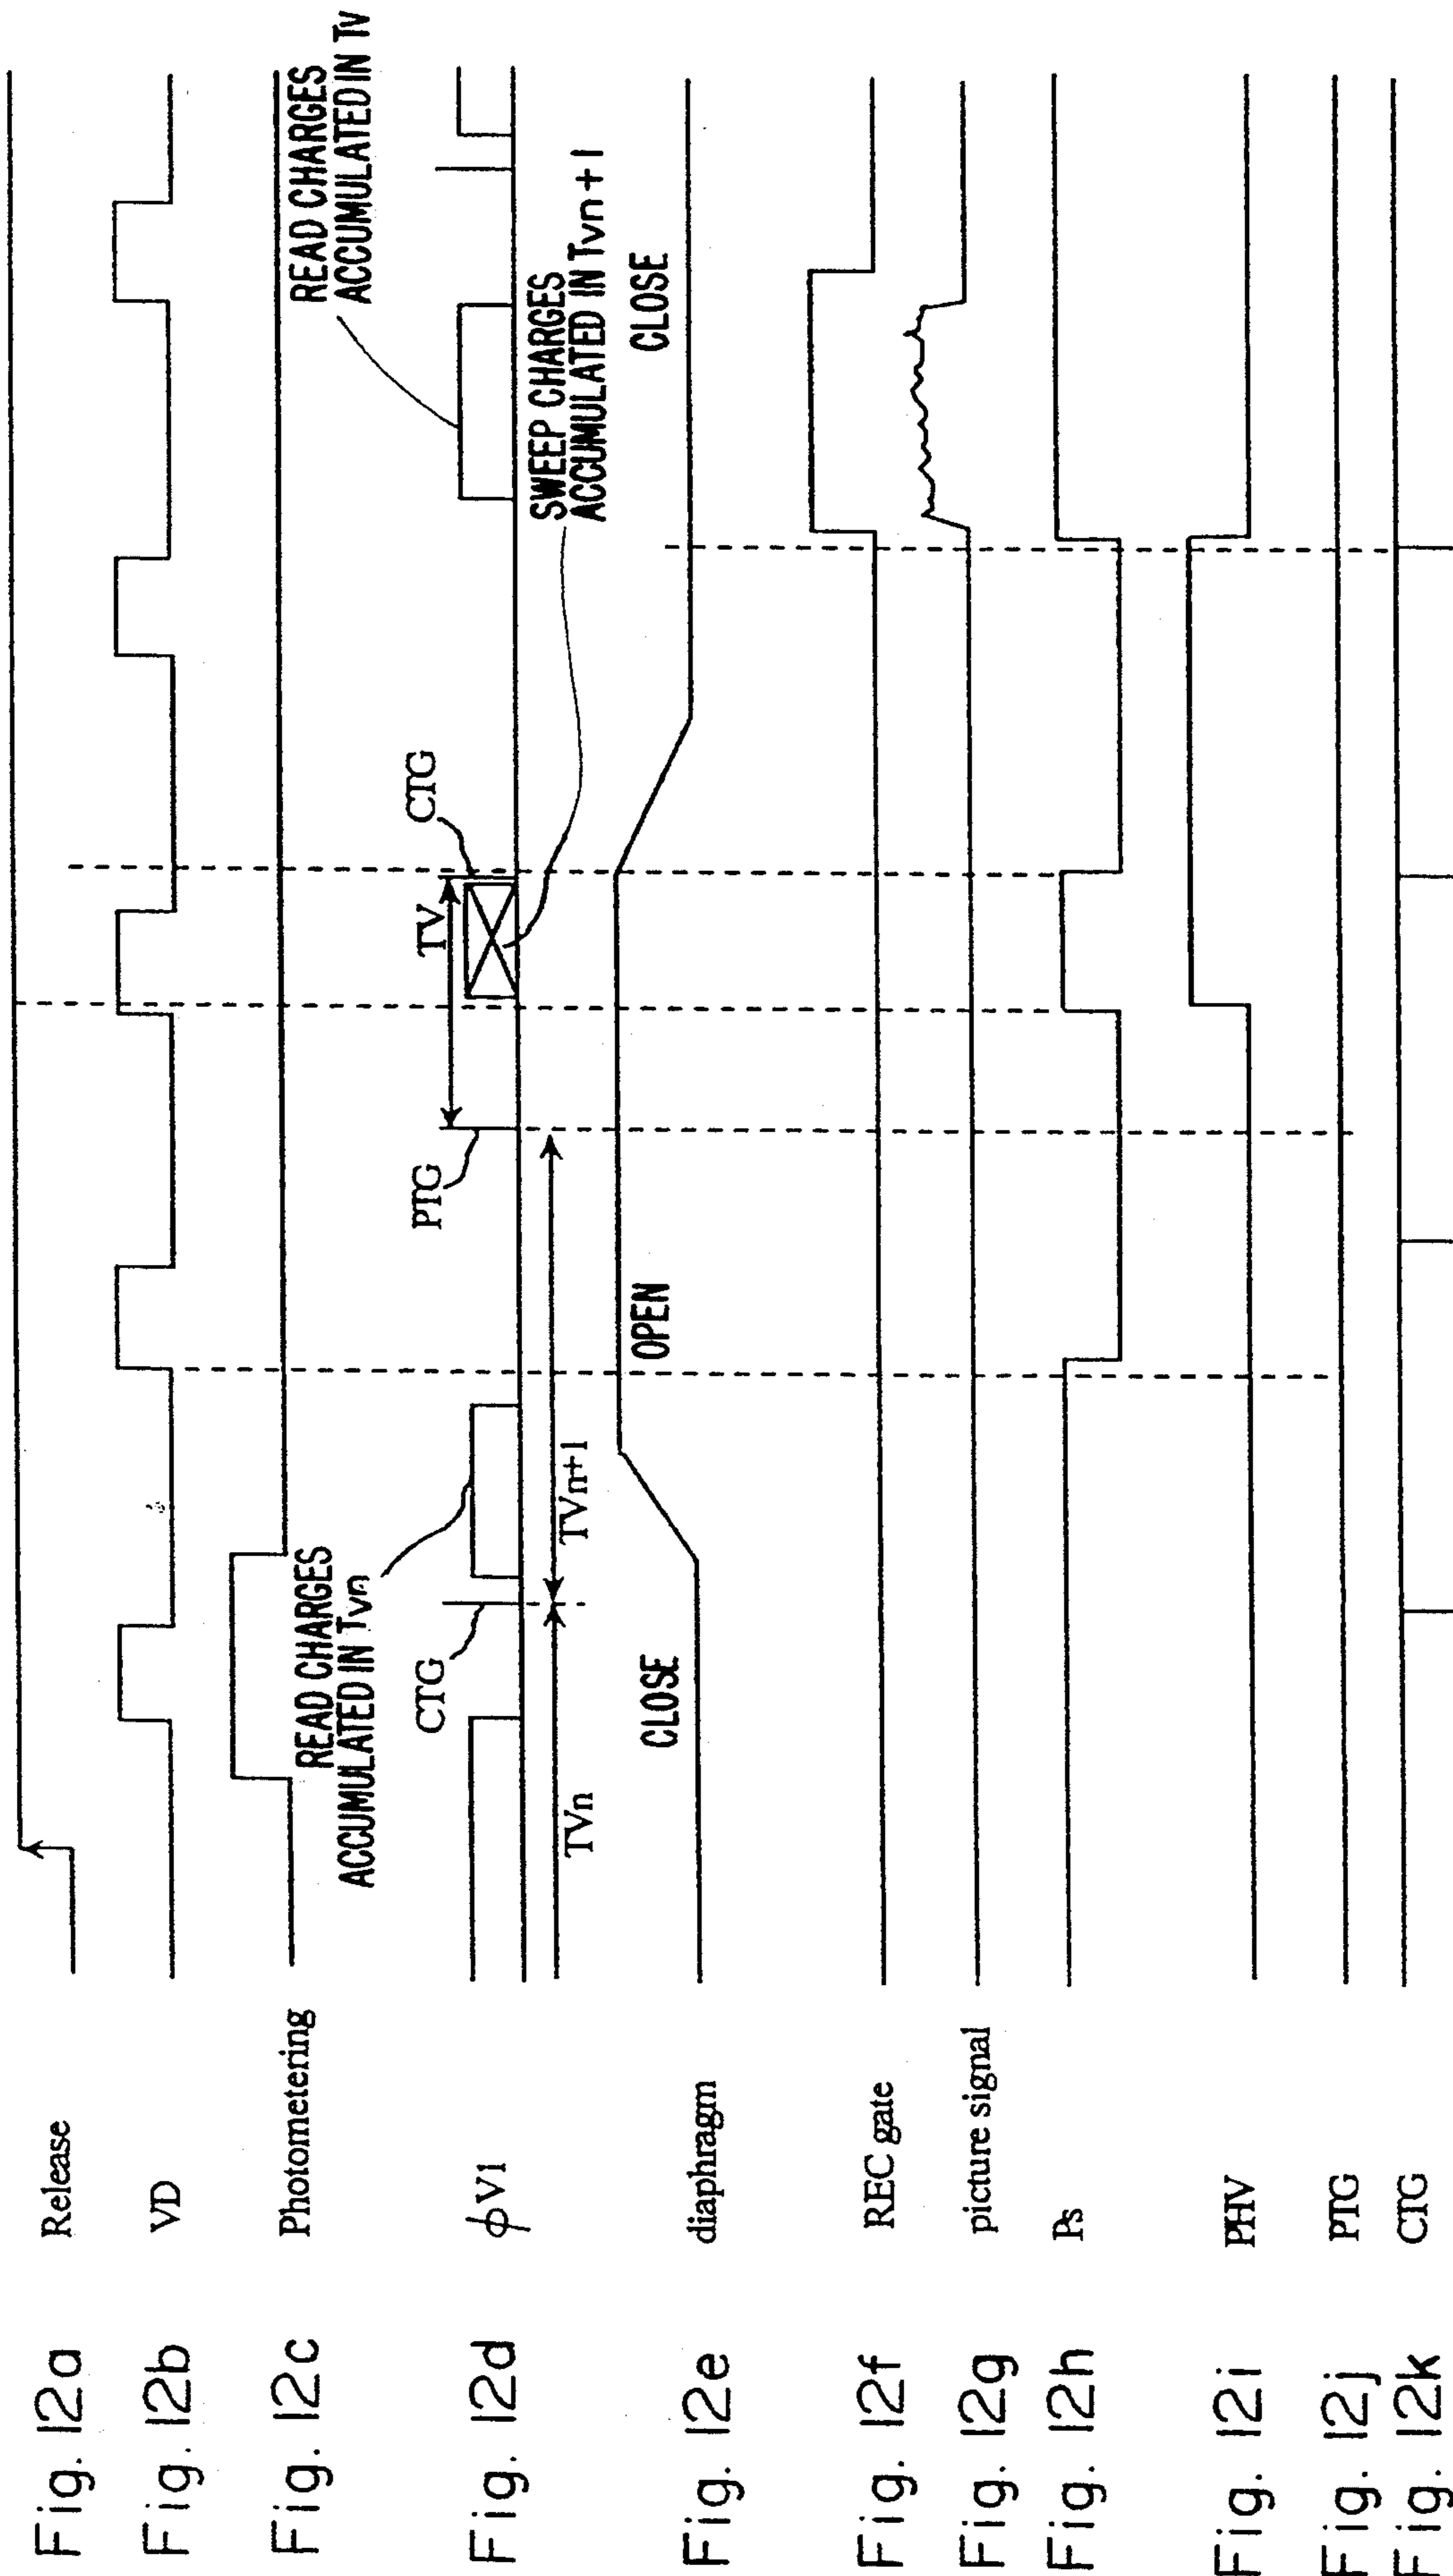 Fig. 12a Release
Fig. 12b VD
Fig. 12c Photometering
READ CHARGES
ACCUMULATED IN Tvn
READ CHARGES
ACCUMULATED IN Tv
Fig. 12d ϕV1
CTG
PTG
TV
CTG
TVn
TVn+1
SWEEP CHARGES
ACCUMULATED IN Tvn+1
Fig. 12e diaphragm
CLOSE
OPEN
CLOSE
Fig. 12f REC gate
Fig. 12g picture signal
Fig. 12h Ps
Fig. 12i PHV
Fig. 12j PTG
Fig. 12k CTG